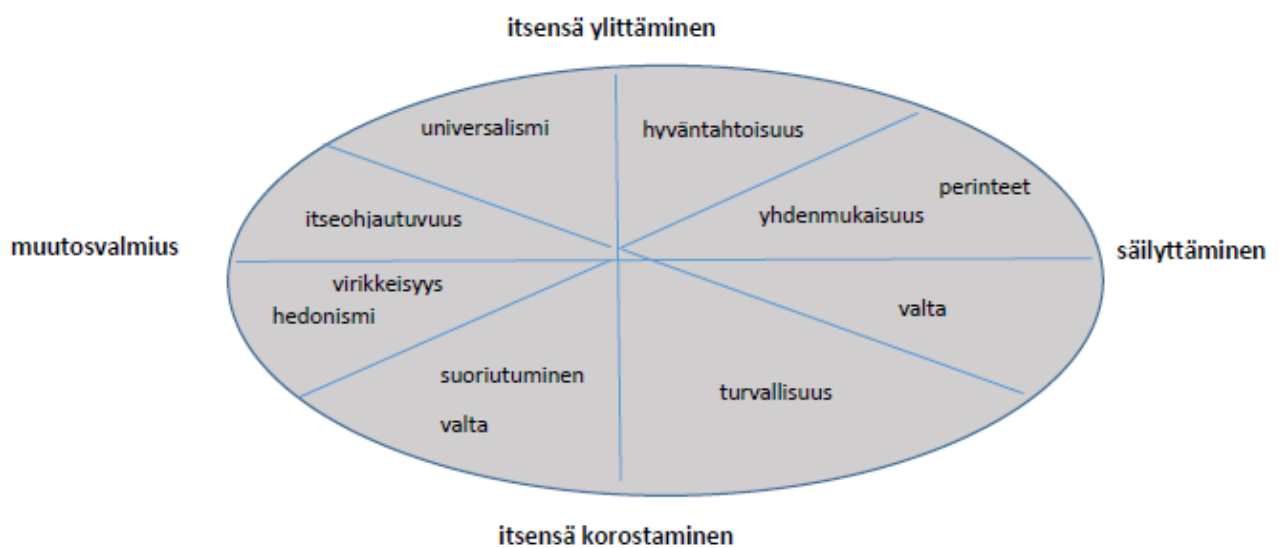 itsensä ylittäminen
universalismi
hyväntahtoisuus
perinteet
itseohjautuvuus
yhdenmukaisuus
muutosvalmius
säilyttäminen
virikkeisyys
hedonismi
valta
suoriutuminen
turvallisuus
valta
itsensä korostaminen